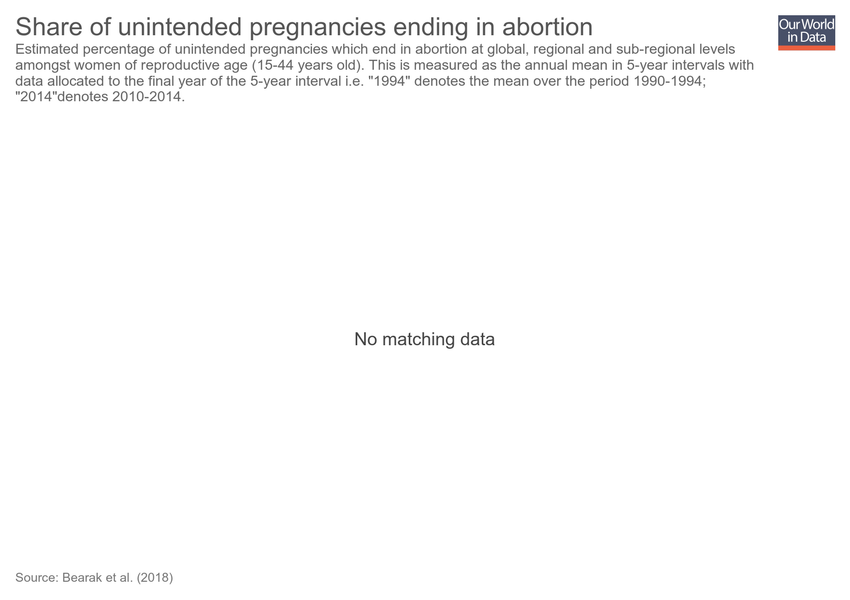 Share of unintended pregnancies ending in abortion
Our World
in Data
Estimated percentage of unintended pregnancies which end in abortion at global, regional and sub-regional levels
amongst women of reproductive age (15-44 years old). This is measured as the annual mean in 5-year intervals with
data allocated to the final year of the 5-year interval i.e. "1994" denotes the mean over the period 1990-1994;
"2014"denotes 2010-2014.
No matching data
Source: Bearak et al. (2018)